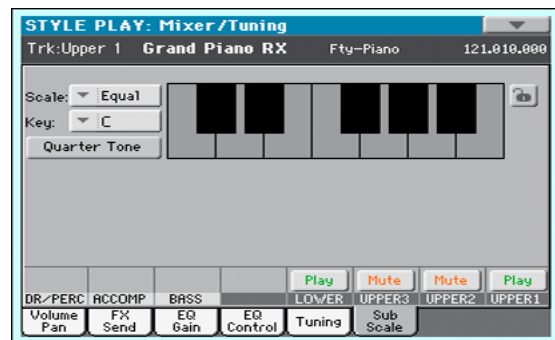 STYLE PLAY: Mixer/Tuning
Trk:Upper 1 Grand Piano RX Fty-Piano 121.010.000
Scale: Equal
Key: C
Quarter Tone
Play Mute Mute Play
DR/PERC ACCOMP BASS LOWER UPPER3 UPPER2 UPPER1
Volume Pan FX Send EQ Gain EQ Control Tuning Sub Scale